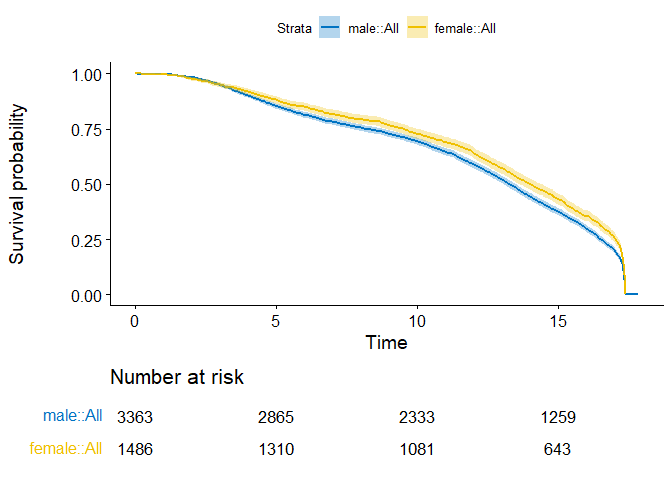 Strata male::All female::All
1.00
0.75
0.50
0.25
0.00
Survival probability
0 5 10 15
Time
Number at risk
male::All 3363 2865 2333 1259
female::All 1486 1310 1081 643